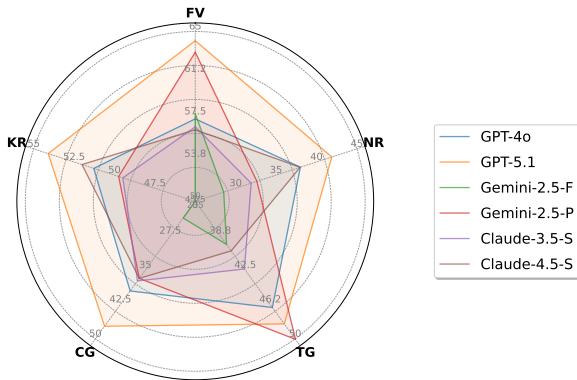 FV
65
61.2
57.5
53.8
50
KR
55
52.5
50
47.5
NR
45
40
35
30
CG
50
42.5
35
27.5
TG
50
46.2
42.5
38.8
GPT-4o
GPT-5.1
Gemini-2.5-F
Gemini-2.5-P
Claude-3.5-S
Claude-4.5-S